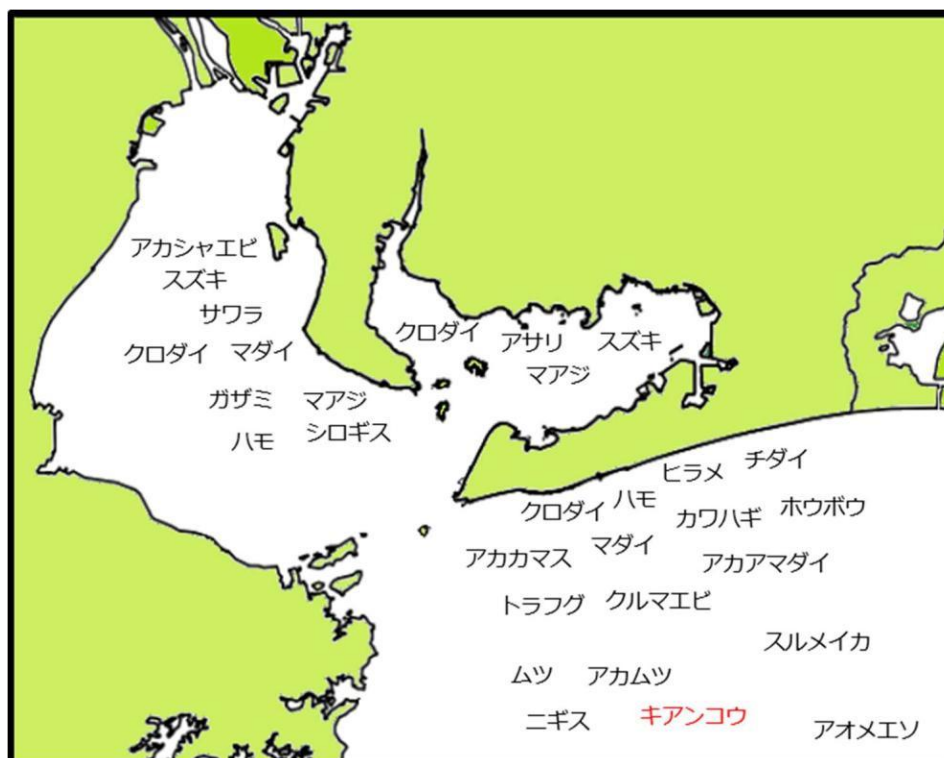 アカシャエビ
スズキ
サワラ
クロダイ
マダイ
ガザミ
マアジ
シロギス
ハモ
クロダイ
アサリ
スズキ
マアジ
ヒラメ
チダイ
クロダイ
ハモ
カワハギ
ホウボウ
アカカマス
マダイ
アカアマダイ
トラフグ
クルマエビ
スルメイカ
ムツ
アカムツ
ニギス
キアンコウ
アオメエソ